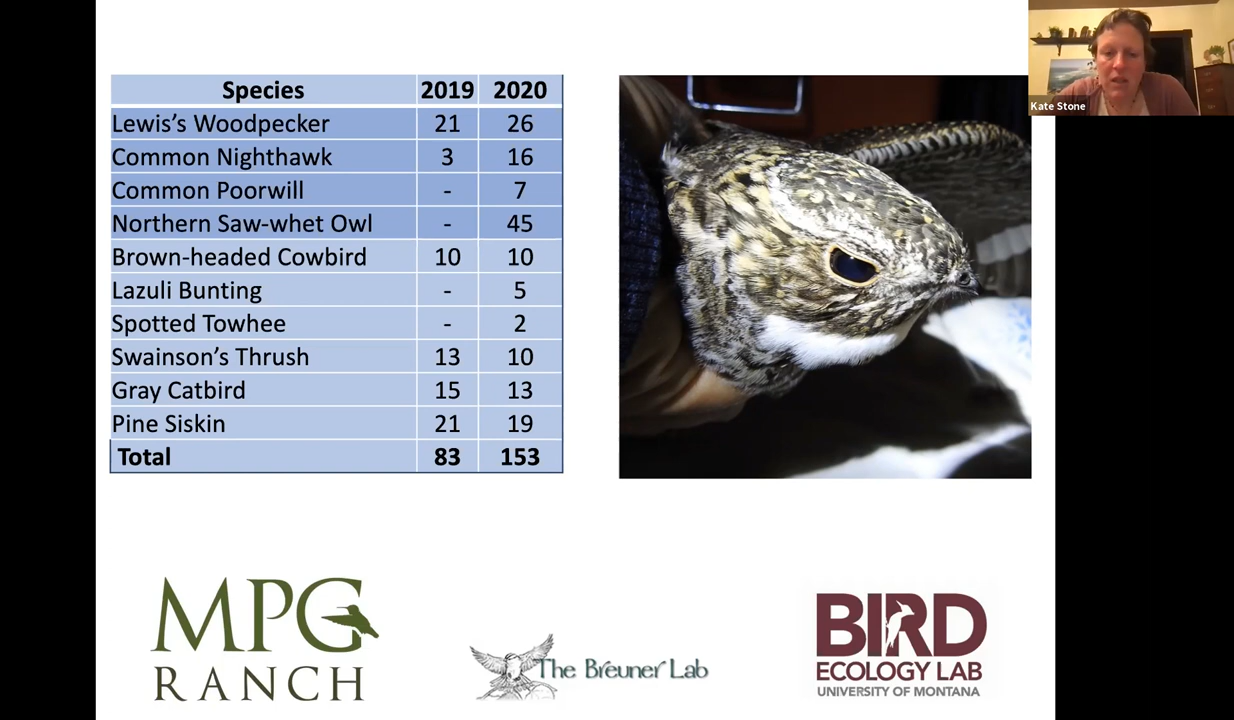 Species 2019 2020
Lewis's Woodpecker 21 26
Common Nighthawk 3 16
Common Poorwill - 7
Northern Saw-whet Owl - 45
Brown-headed Cowbird 10 10
Lazuli Bunting - 5
Spotted Towhee - 2
Swainson's Thrush 13 10
Gray Catbird 15 13
Pine Siskin 21 19
Total 83 153
Kate Stone
MPG
RANCH
The Breuner Lab
BIRD
ECOLOGY LAB
UNIVERSITY OF MONTANA